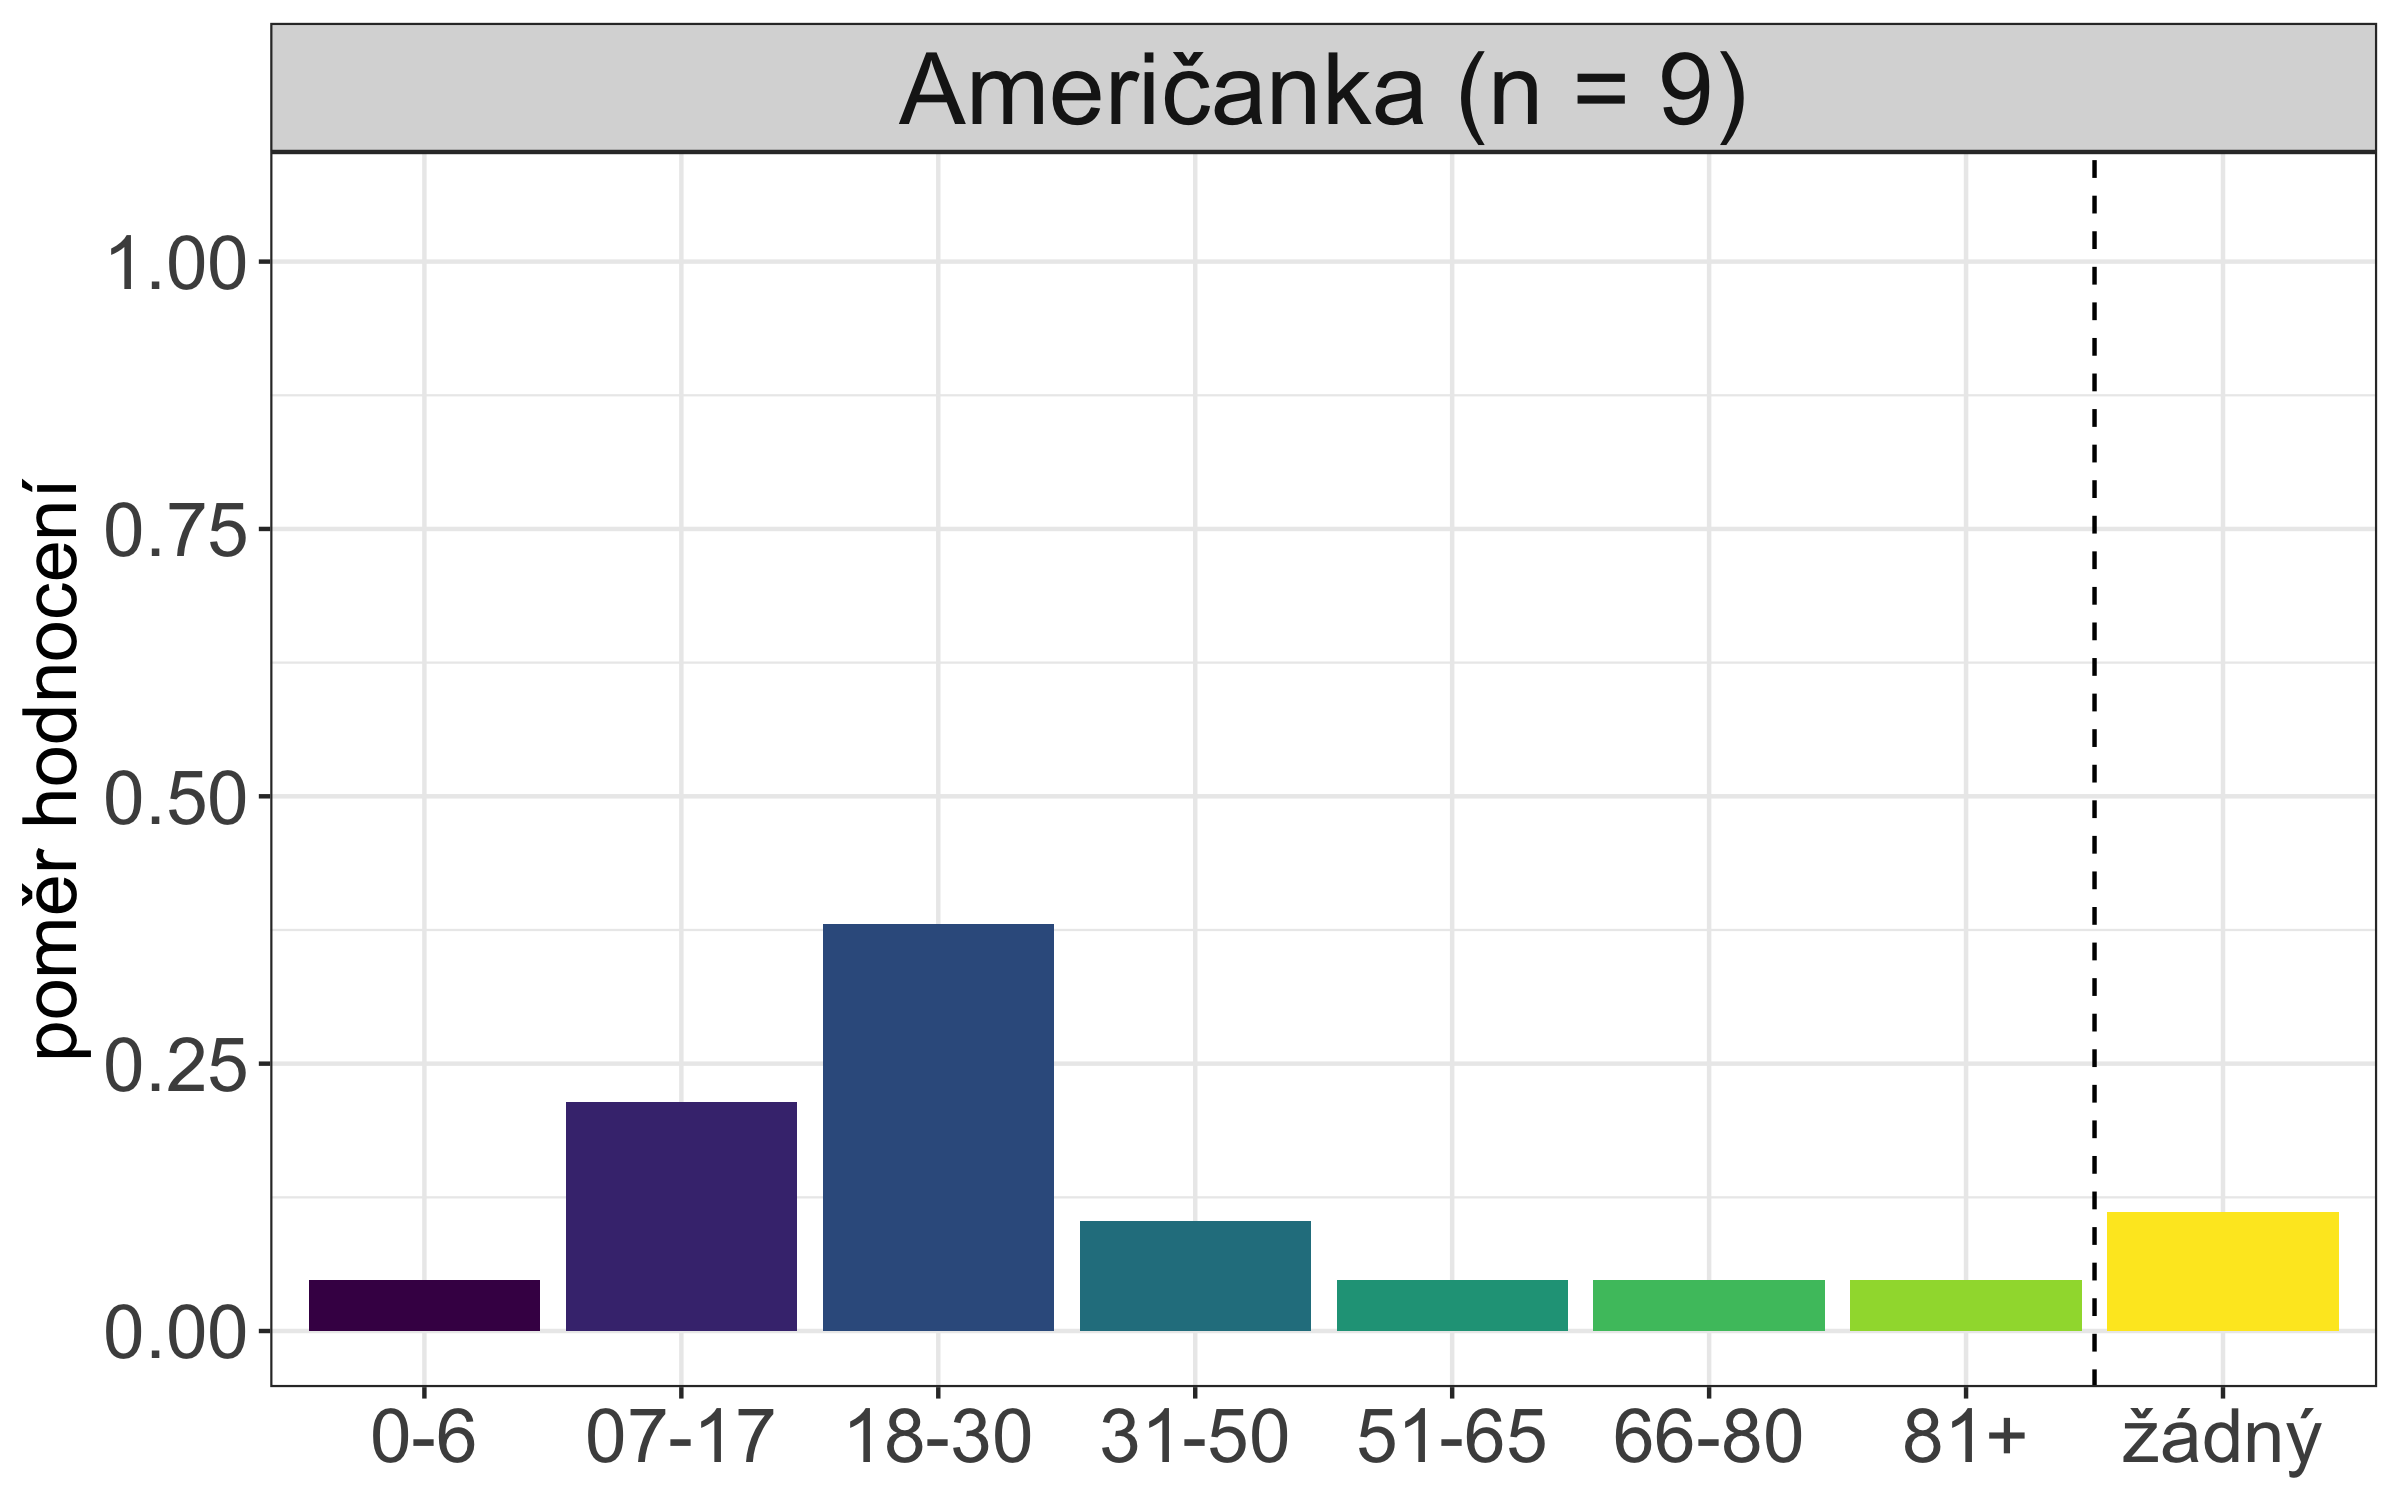 Američanka (n = 9)
poměr hodnocení
1.00
0.75
0.50
0.25
0.00
0-6 07-17 18-30 31-50 51-65 66-80 81+ žádný